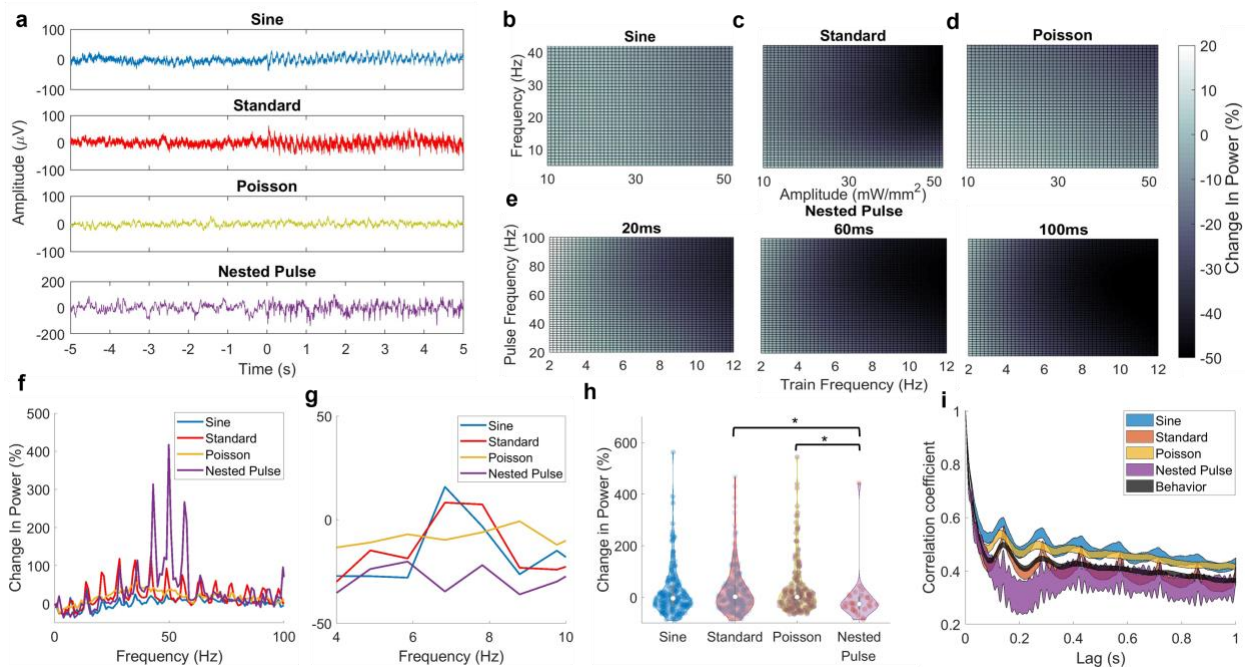 a
Sine
100
0
-100
Standard
100
0
-100
Poisson
100
0
-100
Nested Pulse
200
0
-200
Amplitude (μV)
-5 -4 -3 -2 -1 0 1 2 3 4 5
Time (s)
b
Sine
Frequency (Hz)
40
30
20
10
10 30 50
c
Standard
40
30
20
10
10 30 50
Amplitude (mW/mm²)
d
Poisson
40
30
20
10
10 30 50
20
10
0
-10
-20
-30
-40
-50
Change In Power (%)
e
Nested Pulse
20ms
60ms
100ms
Pulse Frequency (Hz)
100
80
60
40
20
2 4 6 8 10 12
2 4 6 8 10 12
2 4 6 8 10 12
Train Frequency (Hz)
f
Change In Power (%)
500
400
300
200
100
0
0 50 100
Frequency (Hz)
Sine
Standard
Poisson
Nested Pulse
g
50
0
-50
4 6 8 10
Frequency (Hz)
Sine
Standard
Poisson
Nested Pulse
h
Change in Power (%)
600
400
200
0
*
*
Sine Standard Poisson Nested
Pulse
i
Correlation coefficient
1
0.8
0.6
0.4
0.2
0 0.2 0.4 0.6 0.8 1
Lag (s)
Sine
Standard
Poisson
Nested Pulse
Behavior